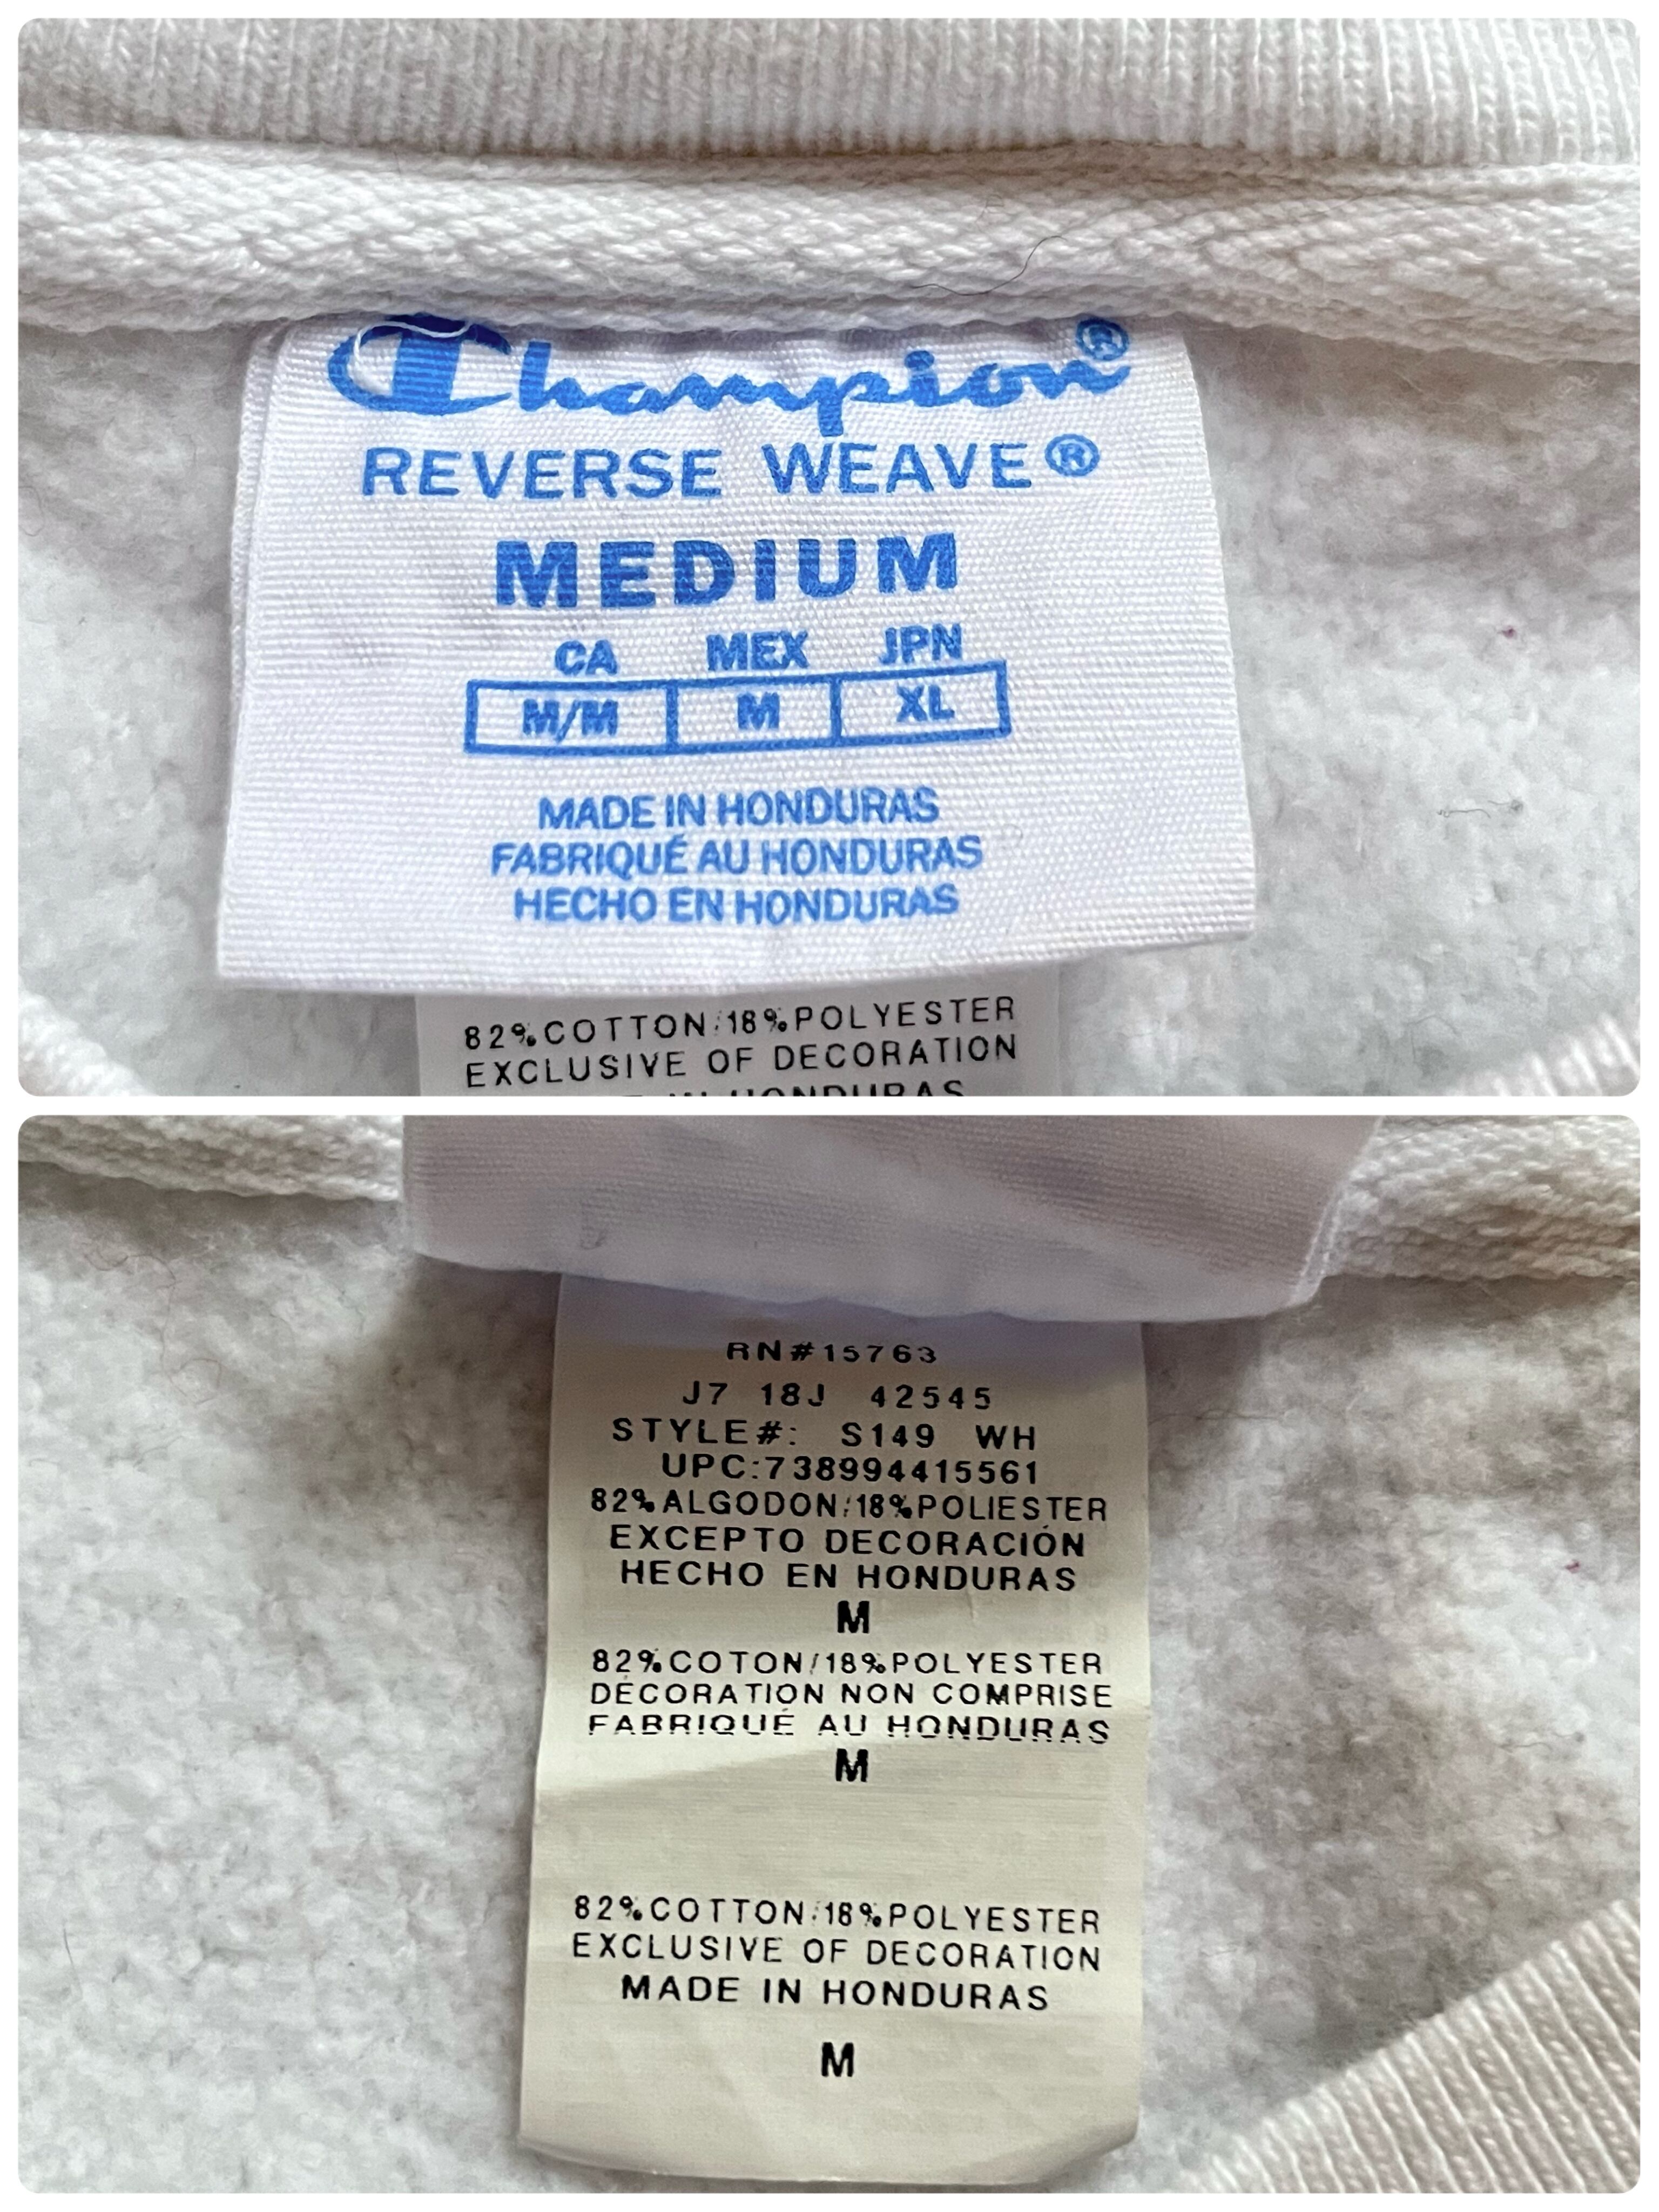 Champion®
REVERSE WEAVE®
MEDIUM
CA MEX JPN
M/M M XL
MADE IN HONDURAS
FABRIQUÉ AU HONDURAS
HECHO EN HONDURAS
82%COTTON/18%POLYESTER
EXCLUSIVE OF DECORATION
IN HONDURAS
RN#15763
J7 18J 42545
STYLE#: S149 WH
UPC:738994415561
82%ALGODON/18%POLIESTER
EXCEPTO DECORACIÓN
HECHO EN HONDURAS
M
82%COTON/18%POLYESTER
DÉCORATION NON COMPRISE
FABRIQUÉ AU HONDURAS
M
82%COTTON/18%POLYESTER
EXCLUSIVE OF DECORATION
MADE IN HONDURAS
M